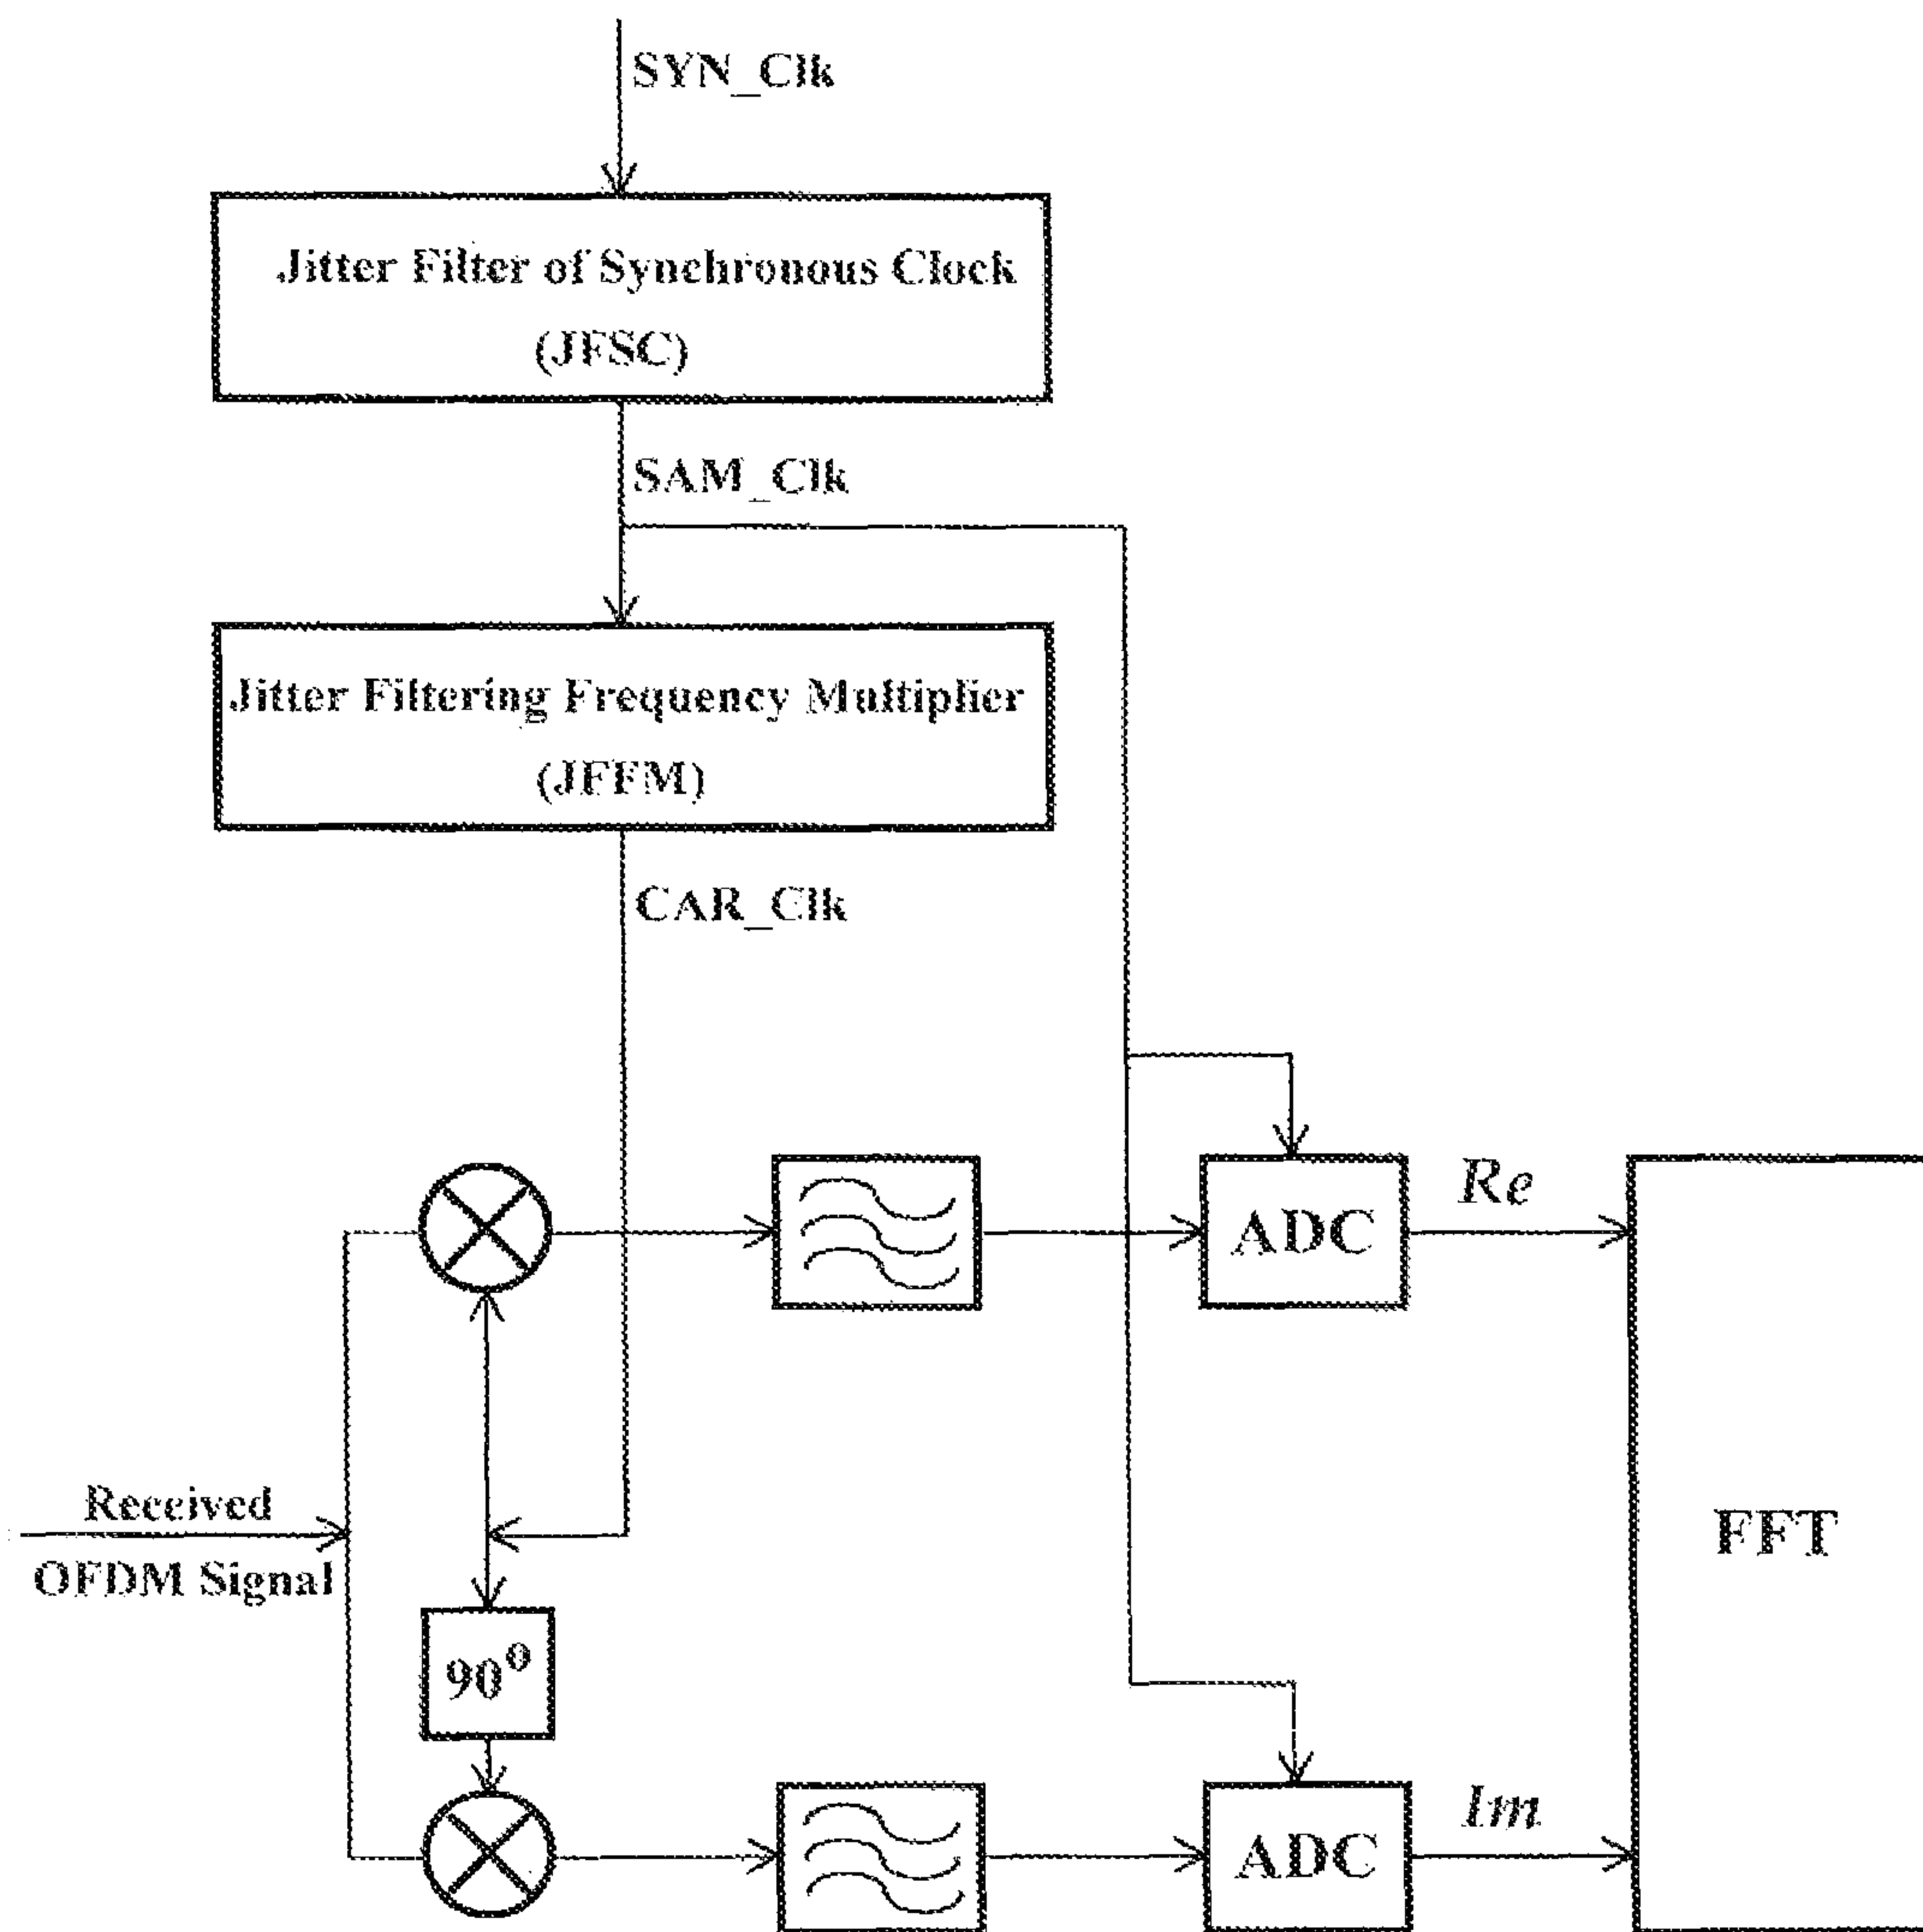 SYN_Clk
Jitter Filter of Synchronous Clock
(JFSC)
SAM_Clk
Jitter Filtering Frequency Multiplier
(JFFM)
CAR_Clk
ADC
Re
Received
OFDM Signal
FFT
90°
ADC
Im